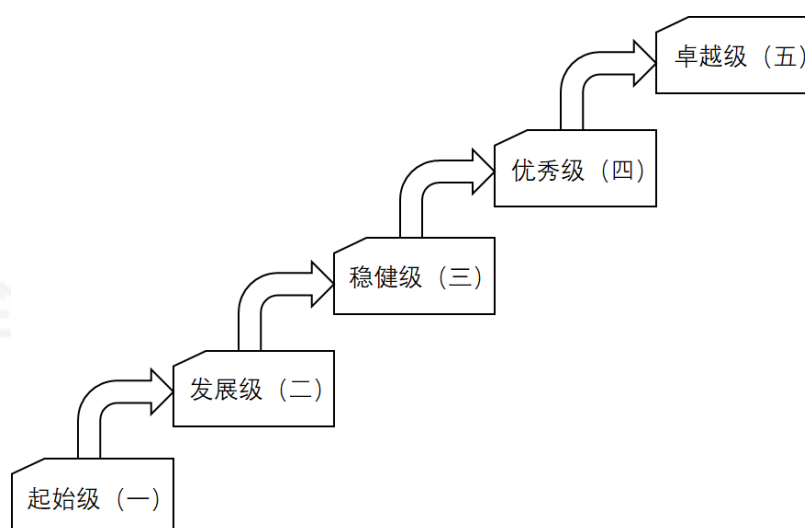 卓越级（五）
优秀级（四）
稳健级（三）
发展级（二）
起始级（一）